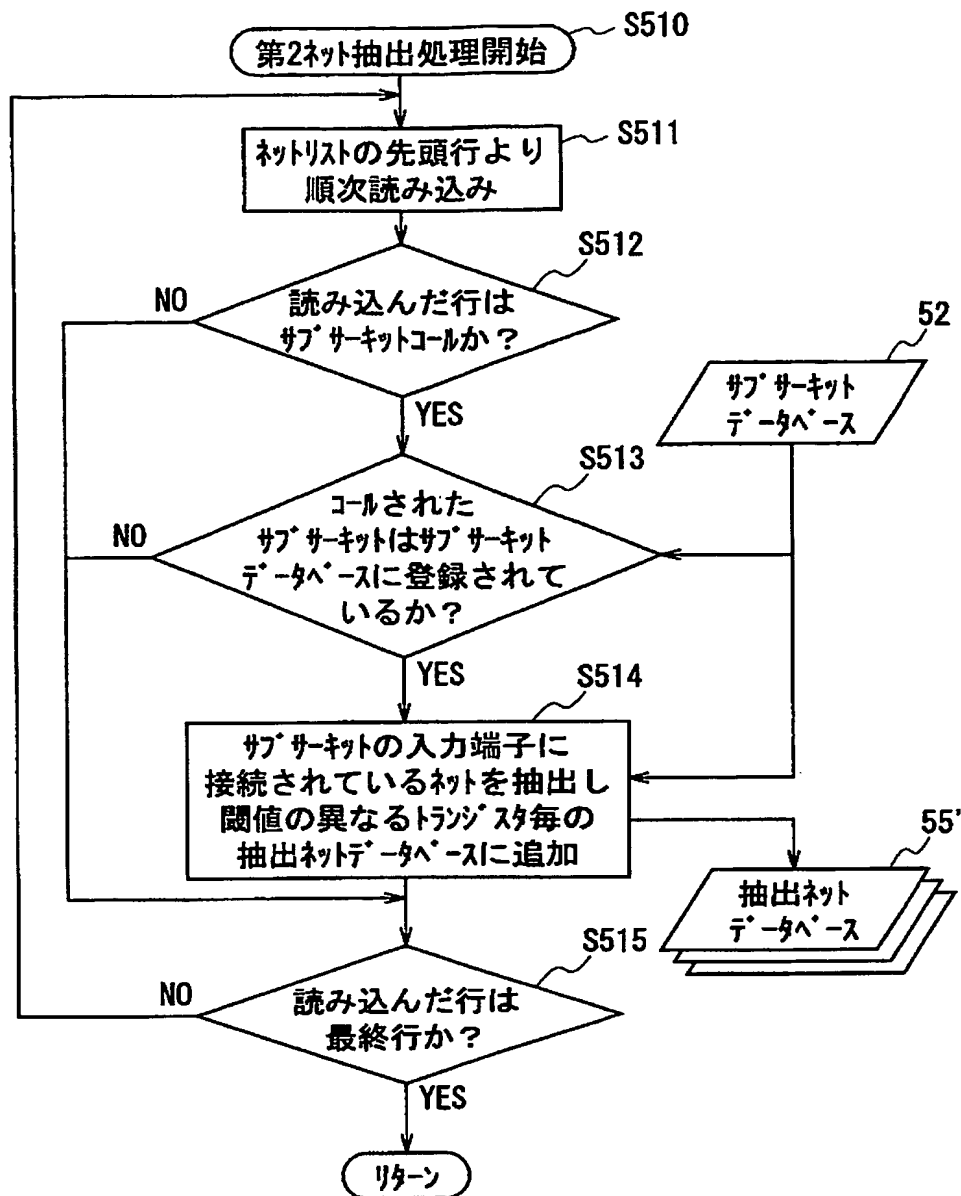 S510
第2ネット抽出処理開始
S511
ネットリストの先頭行より
順次読み込み
S512
NO
読み込んだ行は
サブサーキットコールか？
YES
52
サブサーキット
データベース
S513
NO
コールされた
サブサーキットはサブサーキット
データベースに登録されて
いるか？
YES
S514
サブサーキットの入力端子に
接続されているネットを抽出し
閾値の異なるトランジスタ毎の
抽出ネットデータベースに追加
55'
抽出ネット
データベース
S515
NO
読み込んだ行は
最終行か？
YES
リターン